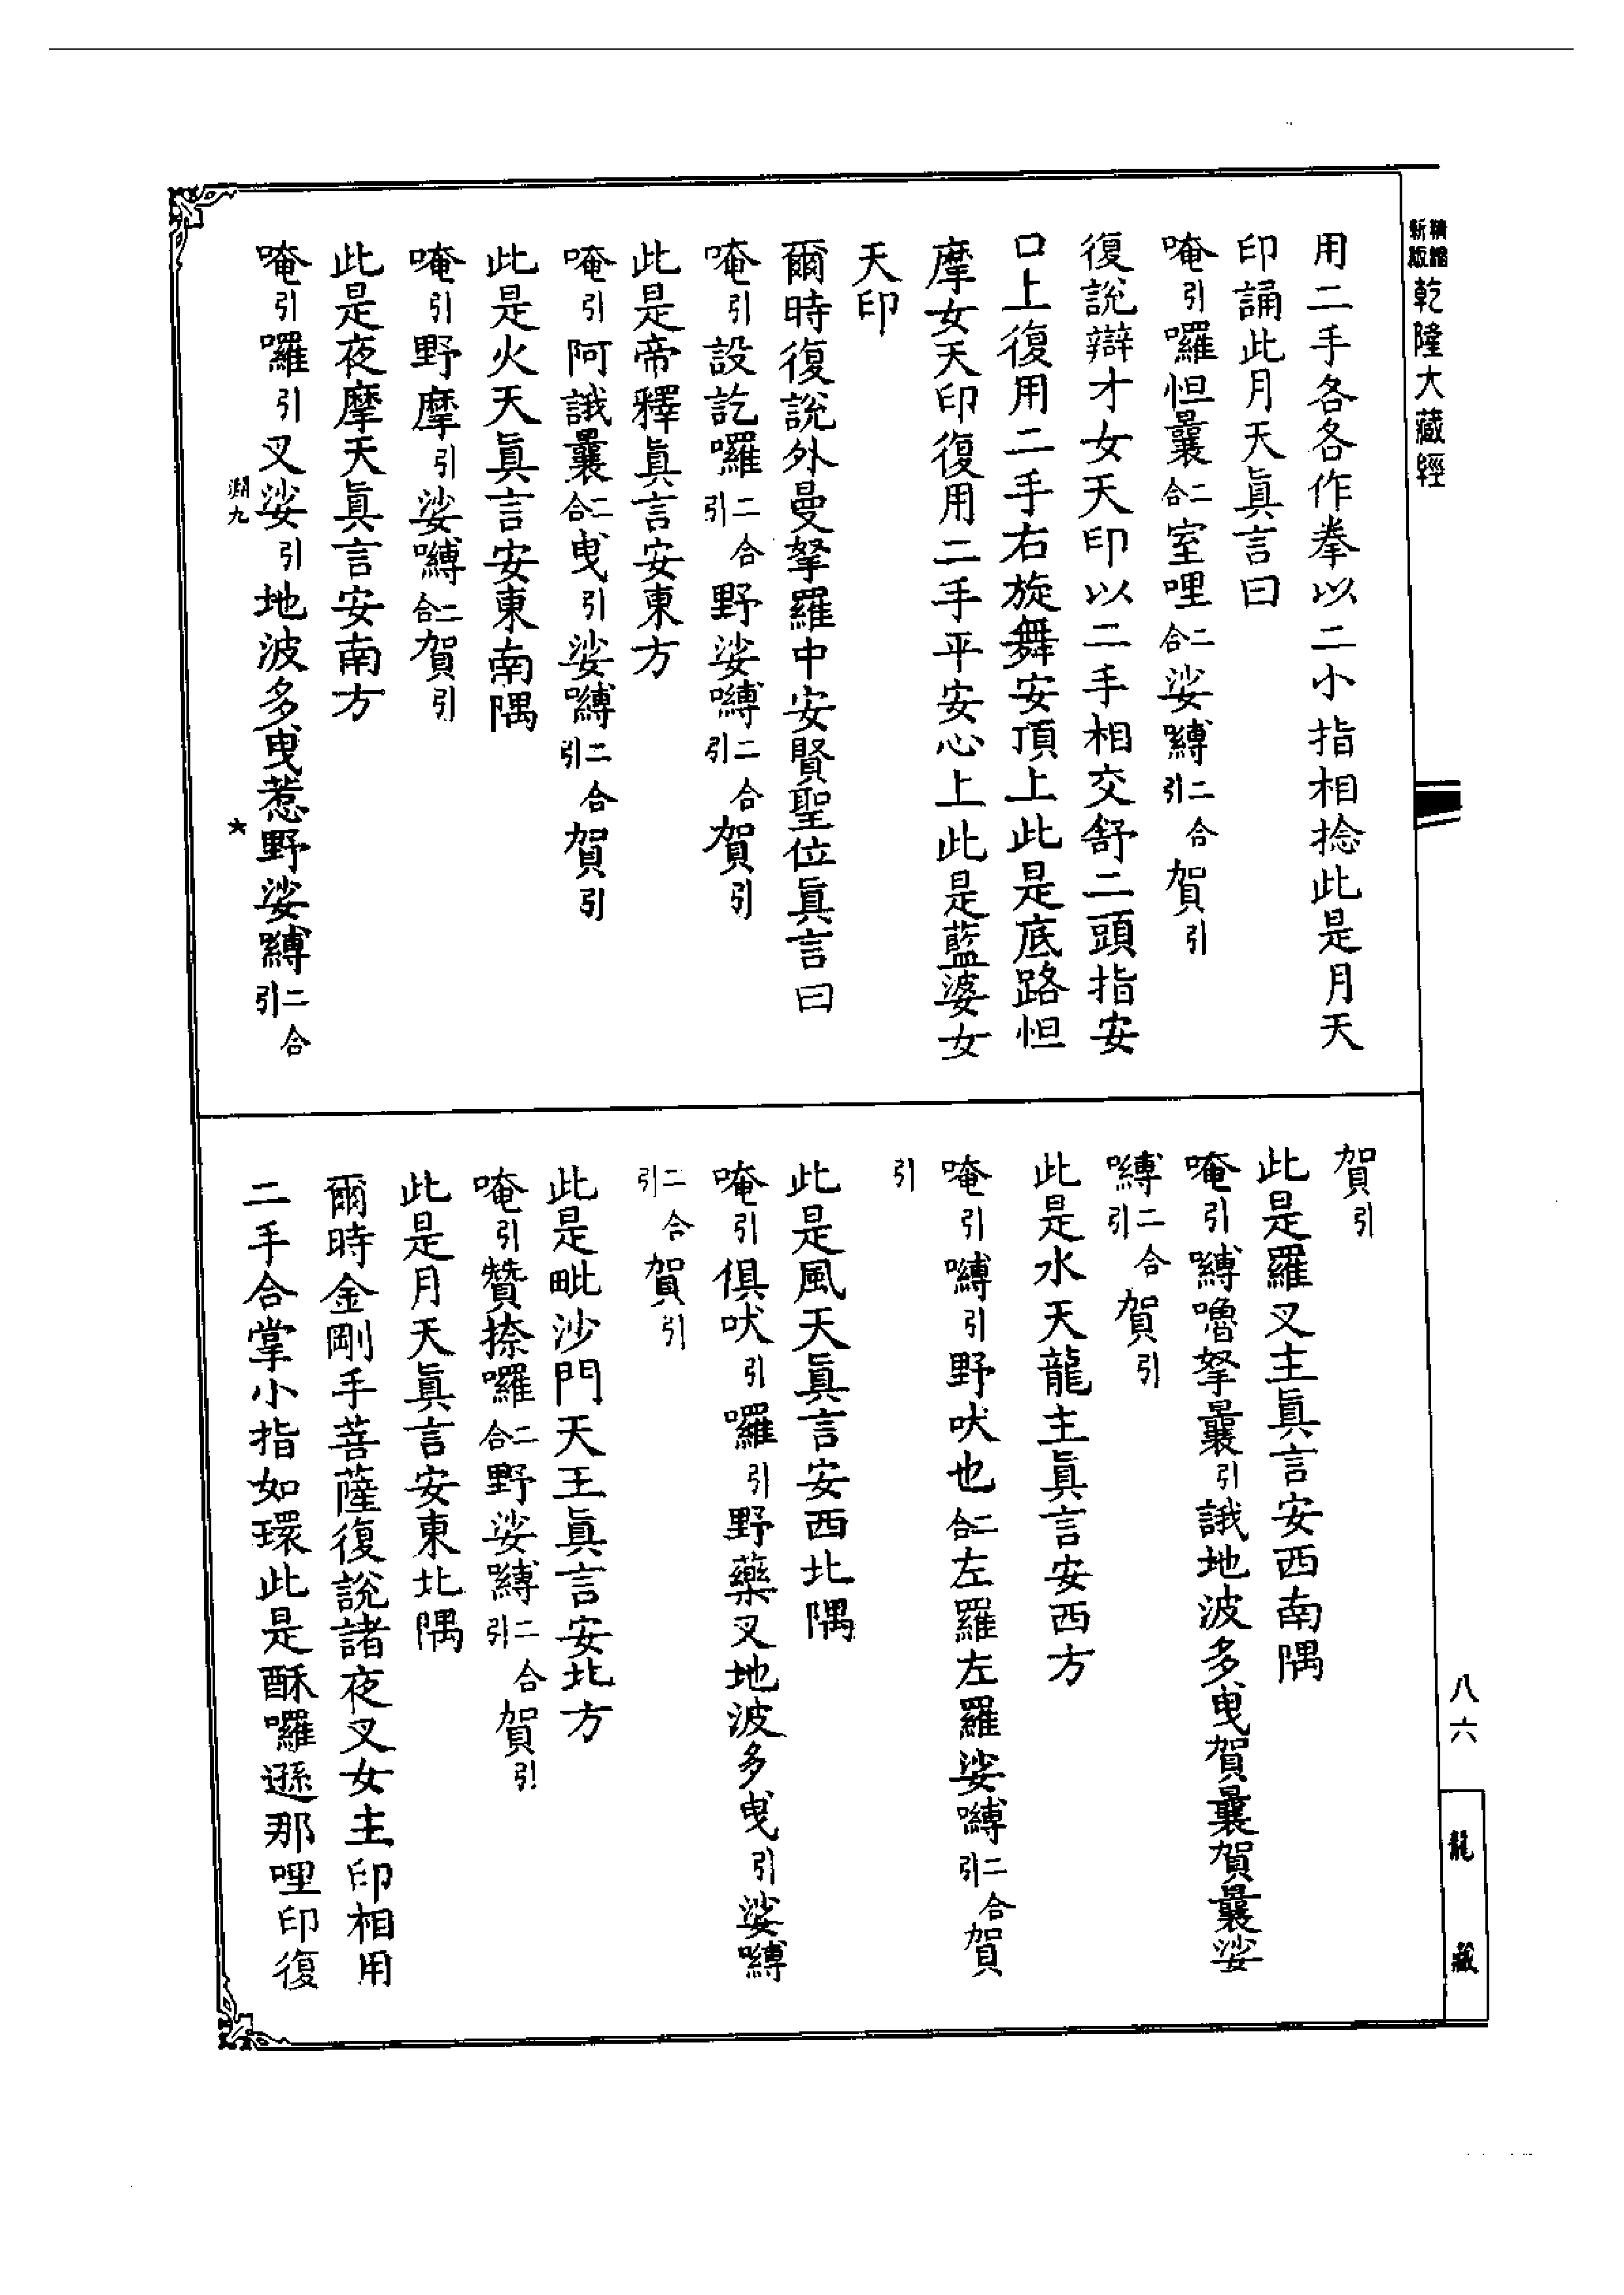 精縮新版乾隆大藏經
用二手各各作拳以二小指相捻此是月天
印誦此月天眞言曰
唵引囉怛曩二合室哩二合娑嚩二合引賀引
復說辯才女天印以二手相交舒二頭指安
口上復用二手右旋舞安頂上此是底路怛
摩女天印復用二手平安心上此是藍婆女
天印
爾時復說外曼拏羅中安賢聖位眞言曰
唵引設訖囉二合引野娑嚩二合引賀引
此是帝釋眞言安東方
唵引阿誐曩二合曳引娑嚩二合引賀引
此是火天眞言安東南隅
唵引野摩引娑嚩二合賀引
此是夜摩天眞言安南方
唵引囉引叉娑引地波多曳惹野娑嚩二合引
淵九 ★
賀引
此是羅叉主眞言安西南隅
唵引嚩嚕拏曩引誐地波多曳賀曩賀曩娑
嚩二合引賀引
此是水天龍主眞言安西方
唵引嚩引野吠也二合左羅左羅娑嚩二合引賀
引
此是風天眞言安西北隅
唵引俱吠引囉引野藥叉地波多曳引娑嚩
二合引賀引
此是毗沙門天王眞言安北方
唵引贊捺囉二合野娑嚩二合引賀引
此是月天眞言安東北隅
爾時金剛手菩薩復說諸夜叉女主印相用
二手合掌小指如環此是酥囉遜那哩印復
八六
龍藏